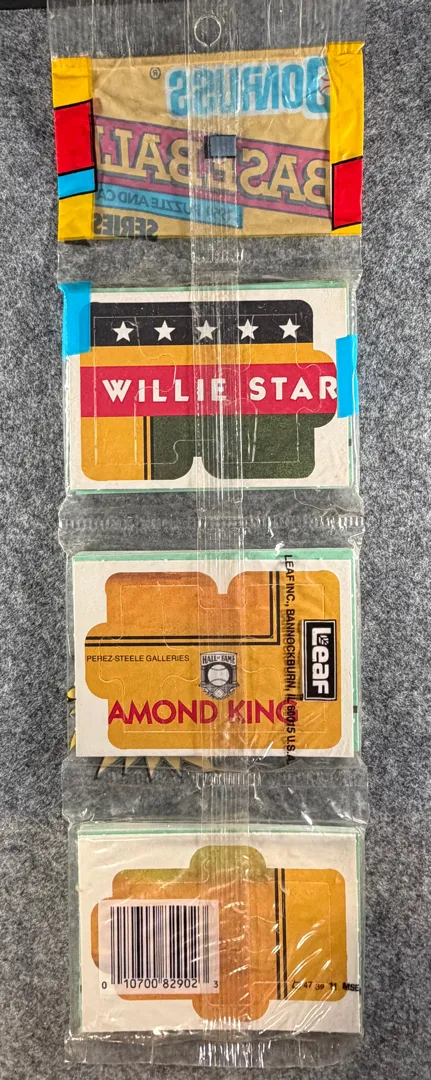 DONRUSS
®
BASEBALL
PUZZLE AND CA
SERIES
WILLIE STAR
PEREZ-STEELE GALLERIES
HALL OF FAME
AMOND KING
Leaf
LEAF INC., BANNOCKBURN, IL 60015 U.S.A.
0 10700 82902 3